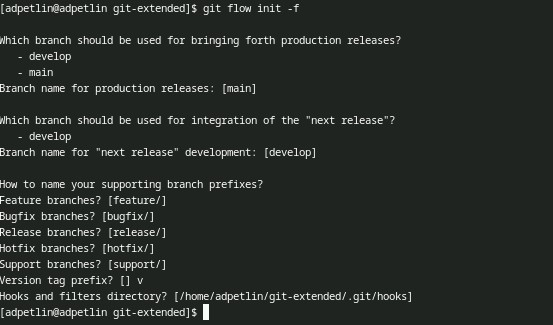 [adpetlin@adpetlin git-extended]$ git flow init -f
Which branch should be used for bringing forth production releases?
- develop
- main
Branch name for production releases: [main]
Which branch should be used for integration of the "next release"?
- develop
Branch name for "next release" development: [develop]
How to name your supporting branch prefixes?
Feature branches? [feature/]
Bugfix branches? [bugfix/]
Release branches? [release/]
Hotfix branches? [hotfix/]
Support branches? [support/]
Version tag prefix? [] v
Hooks and filters directory? [/home/adpetlin/git-extended/.git/hooks]
[adpetlin@adpetlin git-extended]$